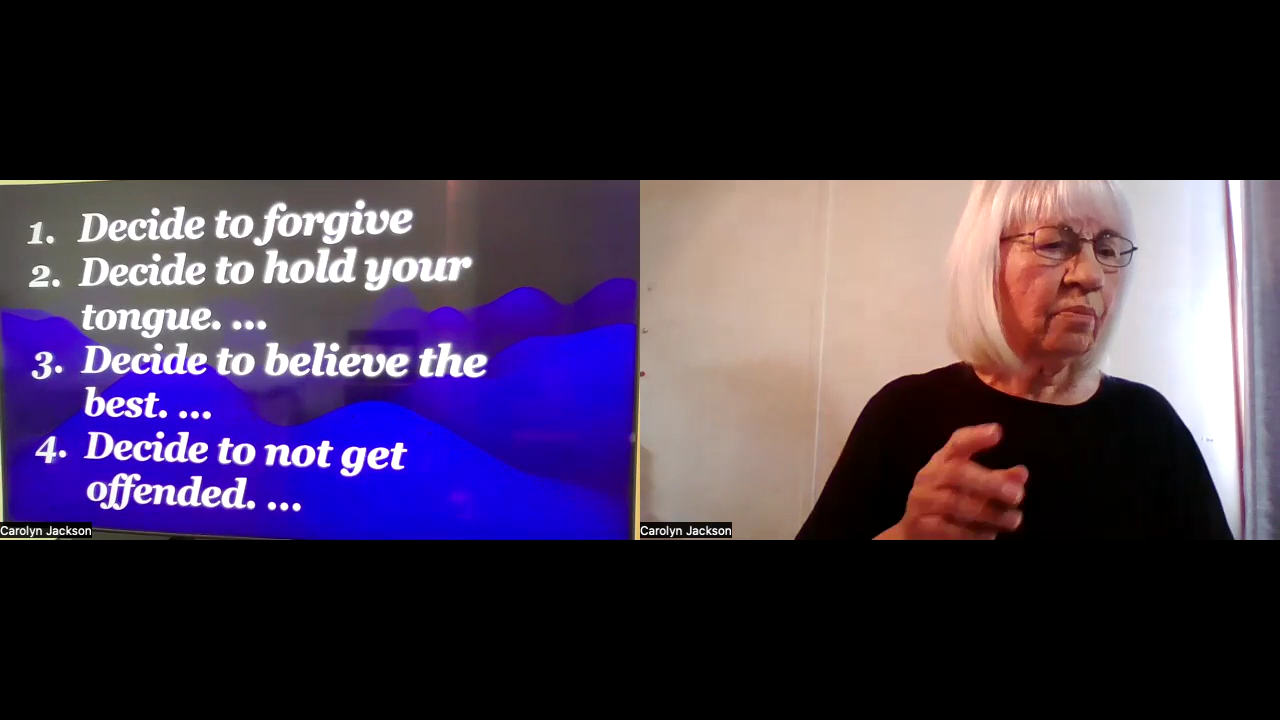 1. Decide to forgive
2. Decide to hold your
tongue. ...
3. Decide to believe the
best. ...
4. Decide to not get
offended. ...
Carolyn Jackson
Carolyn Jackson